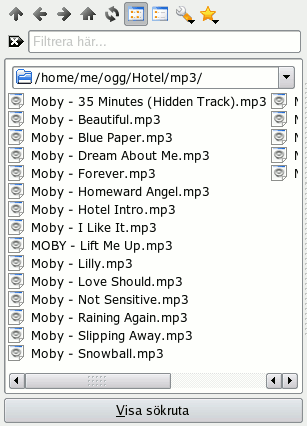 Filtrera här...
/home/me/ogg/Hotel/mp3/
Moby - 35 Minutes (Hidden Track).mp3
Moby - Beautiful.mp3
Moby - Blue Paper.mp3
Moby - Dream About Me.mp3
Moby - Forever.mp3
Moby - Homeward Angel.mp3
Moby - Hotel Intro.mp3
Moby - I Like It.mp3
MOBY - Lift Me Up.mp3
Moby - Lilly.mp3
Moby - Love Should.mp3
Moby - Not Sensitive.mp3
Moby - Raining Again.mp3
Moby - Slipping Away.mp3
Moby - Snowball.mp3
Visa sökruta